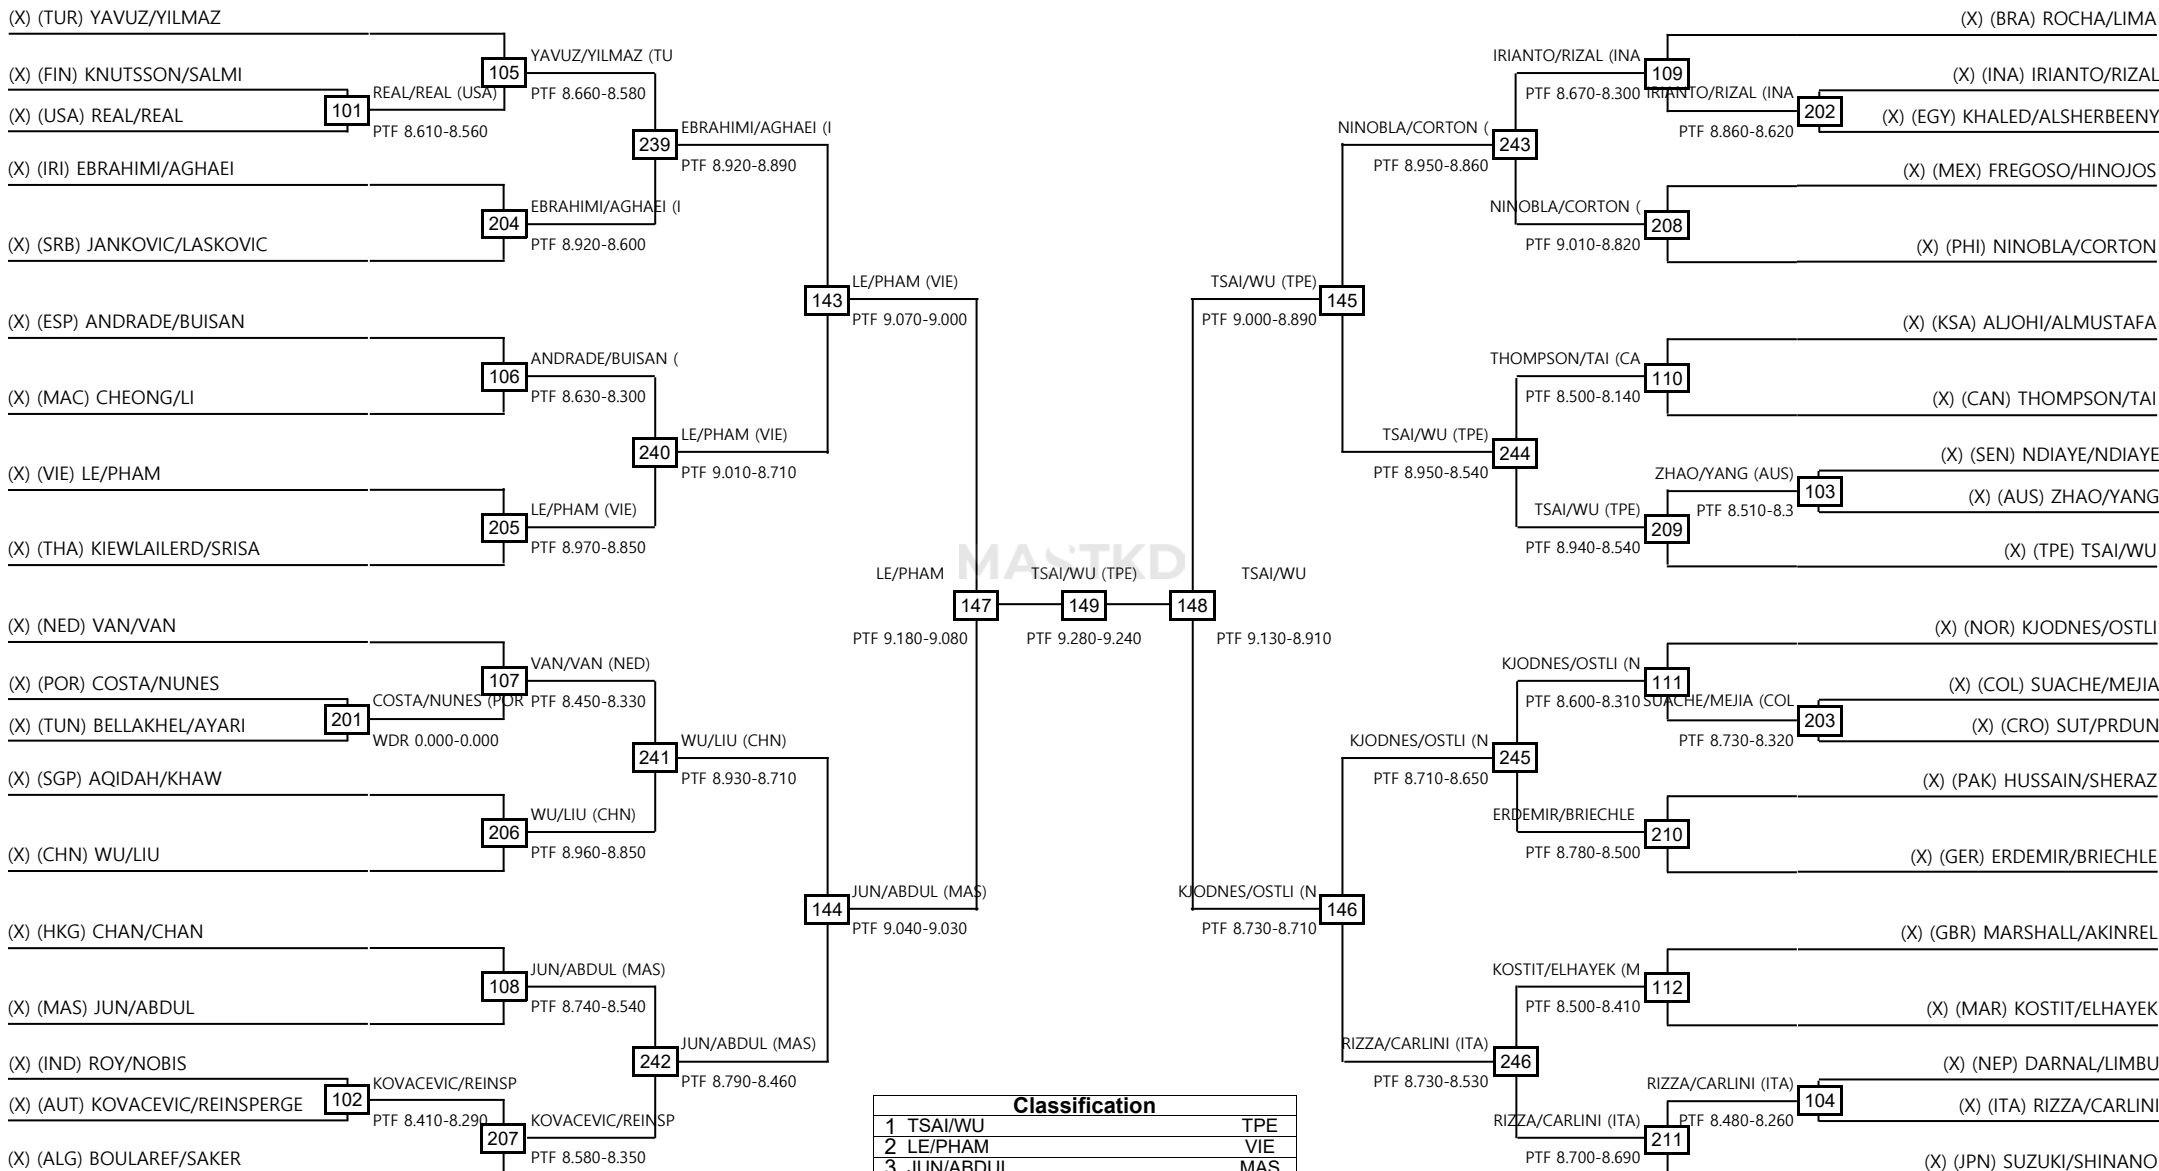 (X) (TUR) YAVUZ/YILMAZ
(X) (FIN) KNUTSSON/SALMI
(X) (USA) REAL/REAL
(X) (IRI) EBRAHIMI/AGHAEI
(X) (SRB) JANKOVIC/LASKOVIC
(X) (ESP) ANDRADE/BUISAN
(X) (MAC) CHEONG/LI
(X) (VIE) LE/PHAM
(X) (THA) KIEWLAILERD/SRISA
(X) (NED) VAN/VAN
(X) (POR) COSTA/NUNES
(X) (TUN) BELLAKHEL/AYARI
(X) (SGP) AQIDAH/KHAW
(X) (CHN) WU/LIU
(X) (HKG) CHAN/CHAN
(X) (MAS) JUN/ABDUL
(X) (IND) ROY/NOBIS
(X) (AUT) KOVACEVIC/REINSPERGE
(X) (ALG) BOULAREF/SAKER
101
REAL/REAL (USA)
PTF 8.610-8.560
201
COSTA/NUNES (POR
WDR 0.000-0.000
102
KOVACEVIC/REINSP
PTF 8.410-8.290
105
YAVUZ/YILMAZ (TU
PTF 8.660-8.580
204
EBRAHIMI/AGHAEI (I
PTF 8.920-8.600
106
ANDRADE/BUISAN (
PTF 8.630-8.300
205
LE/PHAM (VIE)
PTF 8.970-8.850
107
VAN/VAN (NED)
PTF 8.450-8.330
206
WU/LIU (CHN)
PTF 8.960-8.850
108
JUN/ABDUL (MAS)
PTF 8.740-8.540
207
KOVACEVIC/REINSP
PTF 8.580-8.350
239
EBRAHIMI/AGHAEI (I
PTF 8.920-8.890
240
LE/PHAM (VIE)
PTF 9.010-8.710
241
WU/LIU (CHN)
PTF 8.930-8.710
242
JUN/ABDUL (MAS)
PTF 8.790-8.460
143
LE/PHAM (VIE)
PTF 9.070-9.000
144
JUN/ABDUL (MAS)
PTF 9.040-9.030
LE/PHAM
147
PTF 9.180-9.080
MASTKD
TSAI/WU (TPE)
149
PTF 9.280-9.240
TSAI/WU
148
PTF 9.130-8.910
TSAI/WU (TPE)
145
PTF 9.000-8.890
KJODNES/OSTLI (N
146
PTF 8.730-8.710
NINOBLA/CORTON (
243
PTF 8.950-8.860
TSAI/WU (TPE)
244
PTF 8.950-8.540
KJODNES/OSTLI (N
245
PTF 8.710-8.650
RIZZA/CARLINI (ITA)
246
PTF 8.730-8.530
IRIANTO/RIZAL (INA
109
PTF 8.670-8.300
NINOBLA/CORTON (
208
PTF 9.010-8.820
THOMPSON/TAI (CA
110
PTF 8.500-8.140
TSAI/WU (TPE)
209
PTF 8.940-8.540
KJODNES/OSTLI (N
111
PTF 8.600-8.310
ERDEMIR/BRIECHLE
210
PTF 8.780-8.500
KOSTIT/ELHAYEK (M
112
PTF 8.500-8.410
RIZZA/CARLINI (ITA)
211
PTF 8.700-8.690
IRIANTO/RIZAL (INA
202
PTF 8.860-8.620
ZHAO/YANG (AUS)
103
PTF 8.510-8.3
SUACHE/MEJIA (COL
203
PTF 8.730-8.320
RIZZA/CARLINI (ITA)
104
PTF 8.480-8.260
(X) (BRA) ROCHA/LIMA
(X) (INA) IRIANTO/RIZAL
(X) (EGY) KHALED/ALSHERBEENY
(X) (MEX) FREGOSO/HINOJOS
(X) (PHI) NINOBLA/CORTON
(X) (KSA) ALJOHI/ALMUSTAFA
(X) (CAN) THOMPSON/TAI
(X) (SEN) NDIAYE/NDIAYE
(X) (AUS) ZHAO/YANG
(X) (TPE) TSAI/WU
(X) (NOR) KJODNES/OSTLI
(X) (COL) SUACHE/MEJIA
(X) (CRO) SUT/PRDUN
(X) (PAK) HUSSAIN/SHERAZ
(X) (GER) ERDEMIR/BRIECHLE
(X) (GBR) MARSHALL/AKINREL
(X) (MAR) KOSTIT/ELHAYEK
(X) (NEP) DARNAL/LIMBU
(X) (ITA) RIZZA/CARLINI
(X) (JPN) SUZUKI/SHINANO
Classification
1 TSAI/WU TPE
2 LE/PHAM VIE
3 JUN/ABDUL MAS